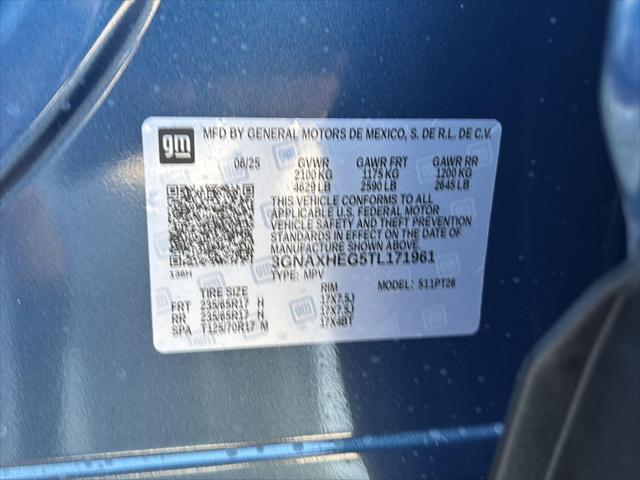 gm
MFD BY GENERAL MOTORS DE MEXICO, S. DE R.L. DE C.V.
06/25 GVWR GAWR FRT GAWR RR
2100 KG 1175 KG 1200 KG
4629 LB 2590 LB 2645 LB
THIS VEHICLE CONFORMS TO ALL
APPLICABLE U.S. FEDERAL MOTOR
VEHICLE SAFETY AND THEFT PREVENTION
STANDARDS IN EFFECT ON THE DATE OF
MANUFACTURE SHOWN ABOVE.
3GNAXHEG5TL171961
TYPE: MPV MODEL: 511PT26
TIRE SIZE RIM
FRT 235/65R17 H 17X7.5J
RR 235/65R17 H 17X7.5J
SPA T125/70R17 M 17X4BT